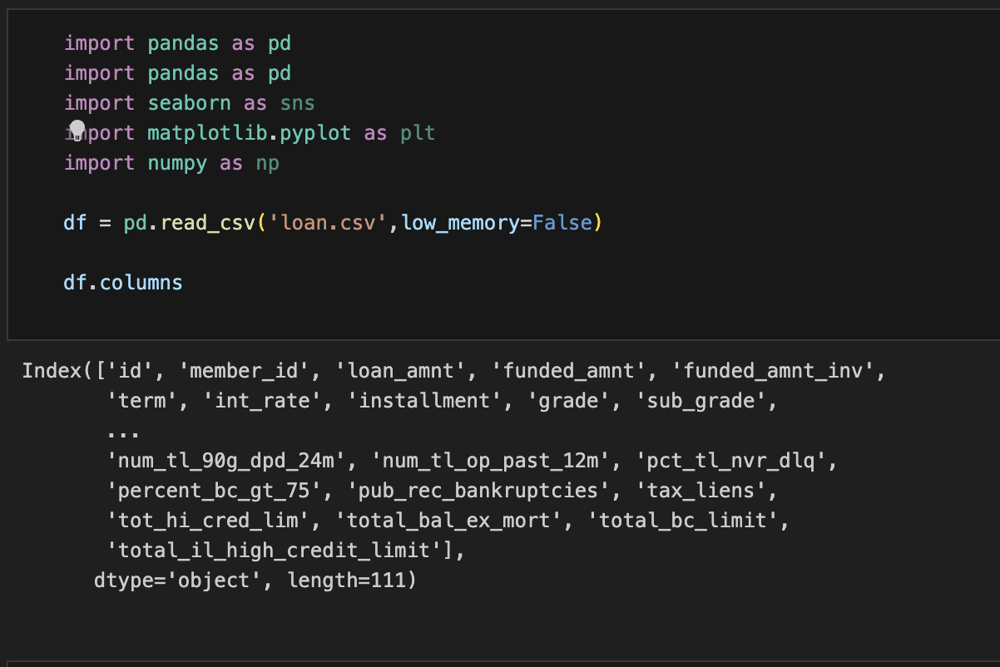 import pandas as pd
import pandas as pd
import seaborn as sns
import matplotlib.pyplot as plt
import numpy as np
df = pd.read_csv('loan.csv',low_memory=False)
df.columns
Index(['id', 'member_id', 'loan_amnt', 'funded_amnt', 'funded_amnt_inv',
'term', 'int_rate', 'installment', 'grade', 'sub_grade',
...
'num_tl_90g_dpd_24m', 'num_tl_op_past_12m', 'pct_tl_nvr_dlq',
'percent_bc_gt_75', 'pub_rec_bankruptcies', 'tax_liens',
'tot_hi_cred_lim', 'total_bal_ex_mort', 'total_bc_limit',
'total_il_high_credit_limit'],
dtype='object', length=111)